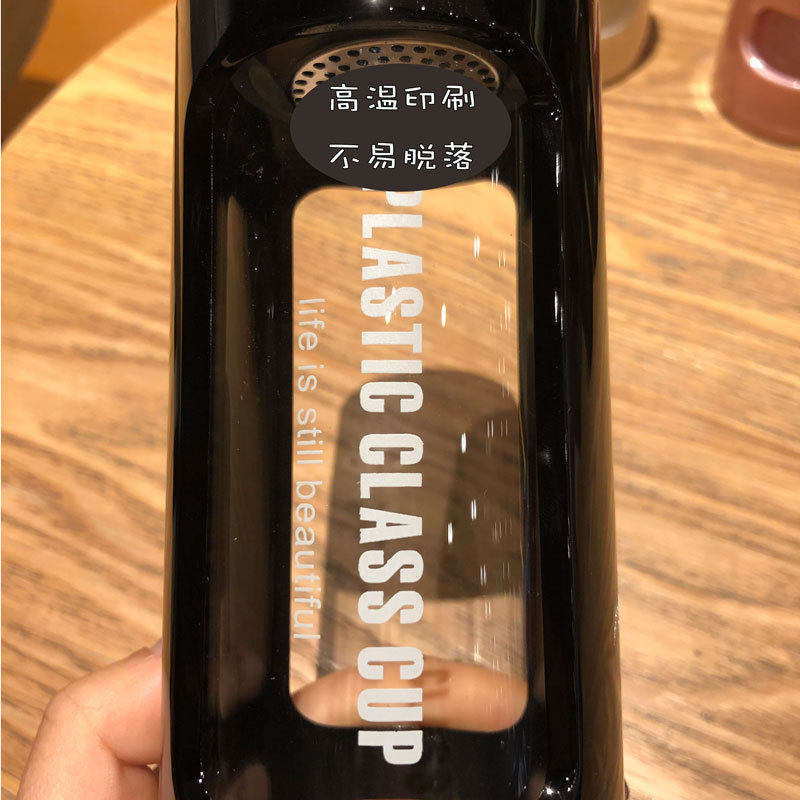 高温印刷
不易脱落
PLASTIC CLASS CUP
life is still beautiful